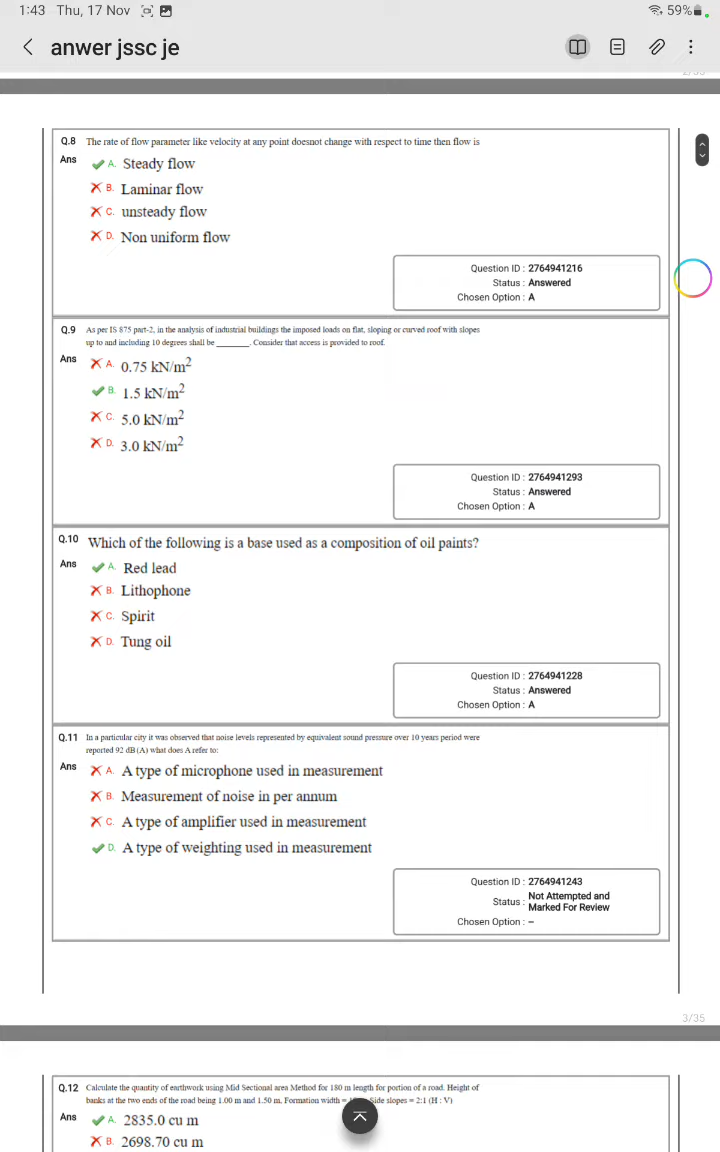 1:43 Thu, 17 Nov
59%
anwer jssc je
2/35
Q.8 The rate of flow parameter like velocity at any point doesnot change with respect to time then flow is
Ans A. Steady flow
B. Laminar flow
C. unsteady flow
D. Non uniform flow
Question ID : 2764941216
Status : Answered
Chosen Option : A
Q.9 As per IS 875 part-2, in the analysis of industrial buildings the imposed loads on flat, sloping or curved roof with slopes
up to and including 10 degrees shall be ________. Consider that access is provided to roof.
Ans A. 0.75 kN/m²
B. 1.5 kN/m²
C. 5.0 kN/m²
D. 3.0 kN/m²
Question ID : 2764941293
Status : Answered
Chosen Option : A
Q.10 Which of the following is a base used as a composition of oil paints?
Ans A. Red lead
B. Lithophone
C. Spirit
D. Tung oil
Question ID : 2764941228
Status : Answered
Chosen Option : A
Q.11 In a particular city it was observed that noise levels represented by equivalent sound pressure over 10 years period were
reported 92 dB (A) what does A refer to:
Ans A. A type of microphone used in measurement
B. Measurement of noise in per annum
C. A type of amplifier used in measurement
D. A type of weighting used in measurement
Question ID : 2764941243
Status : Not Attempted and
Marked For Review
Chosen Option : –
3/35
Q.12 Calculate the quantity of earthwork using Mid Sectional area Method for 180 m length for portion of a road. Height of
banks at the two ends of the road being 1.00 m and 1.50 m, Formation width = Side slopes = 2:1 (H : V)
Ans A. 2835.0 cu m
B. 2698.70 cu m